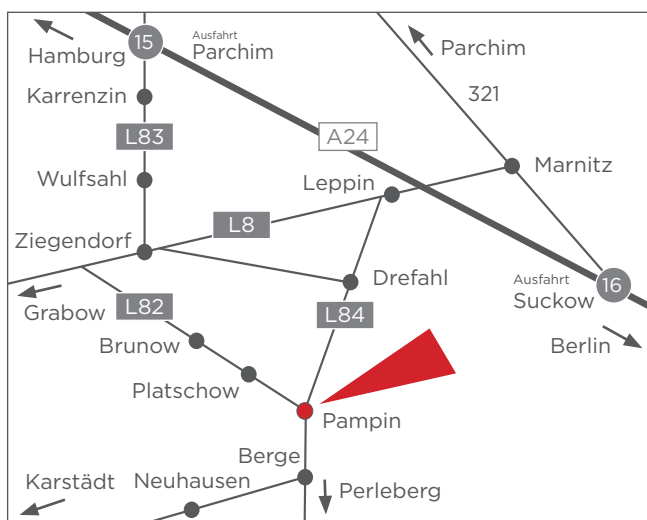 15
Ausfahrt
Parchim
Hamburg
Parchim
Karrenzin
321
L83
A24
Marnitz
Wulfsahl
Leppin
L8
Ziegendorf
Drefahl
Ausfahrt
Suckow
16
Grabow
L82
L84
Brunow
Berlin
Platschow
Pampin
Berge
Karstädt
Neuhausen
Perleberg